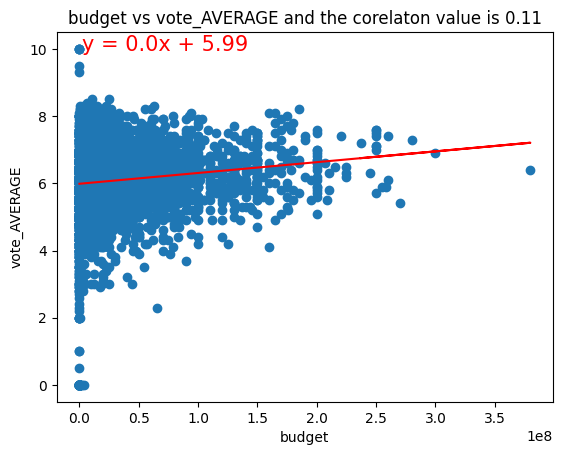 budget vs vote_AVERAGE and the corelaton value is 0.11
y = 0.0x + 5.99
10
8
6
4
2
0
vote_AVERAGE
0.0 0.5 1.0 1.5 2.0 2.5 3.0 3.5
1e8
budget